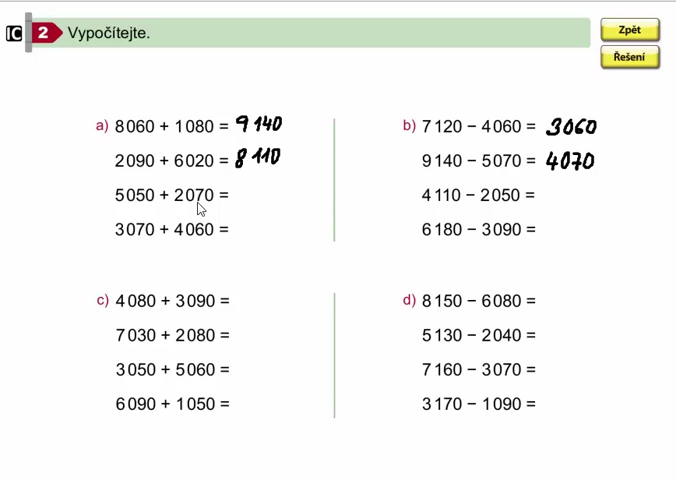 2 Vypočítejte.
Zpět
Řešení
a) 8 060 + 1 080 = 9 140
2 090 + 6 020 = 8 110
5 050 + 2 070 =
3 070 + 4 060 =
b) 7 120 − 4 060 = 3060
9 140 − 5 070 = 4070
4 110 − 2 050 =
6 180 − 3 090 =
c) 4 080 + 3 090 =
7 030 + 2 080 =
3 050 + 5 060 =
6 090 + 1 050 =
d) 8 150 − 6 080 =
5 130 − 2 040 =
7 160 − 3 070 =
3 170 − 1 090 =